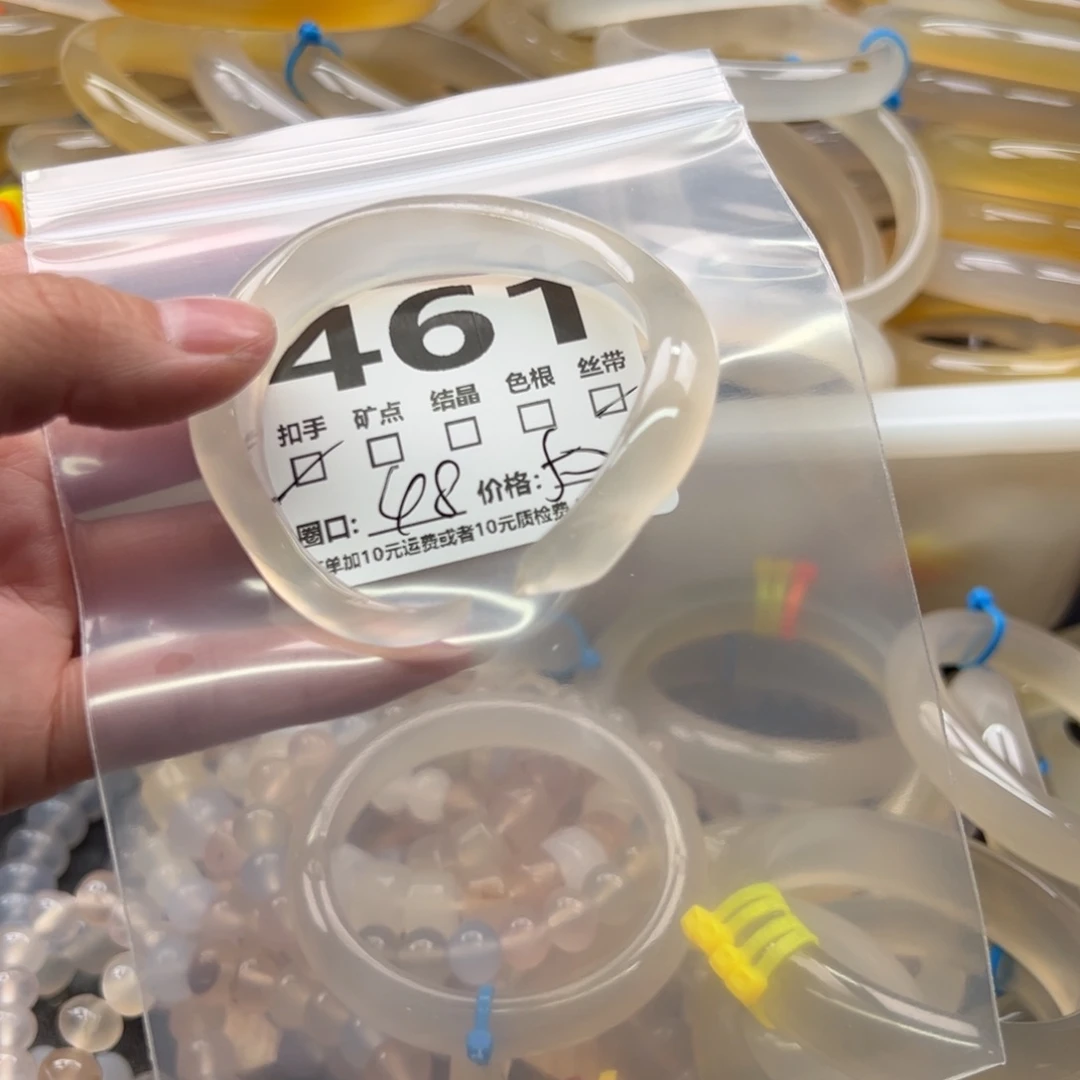 461
扣手 矿点 结晶 色根 丝带
圈口: 48 价格:
单加10元运费或者10元质检费